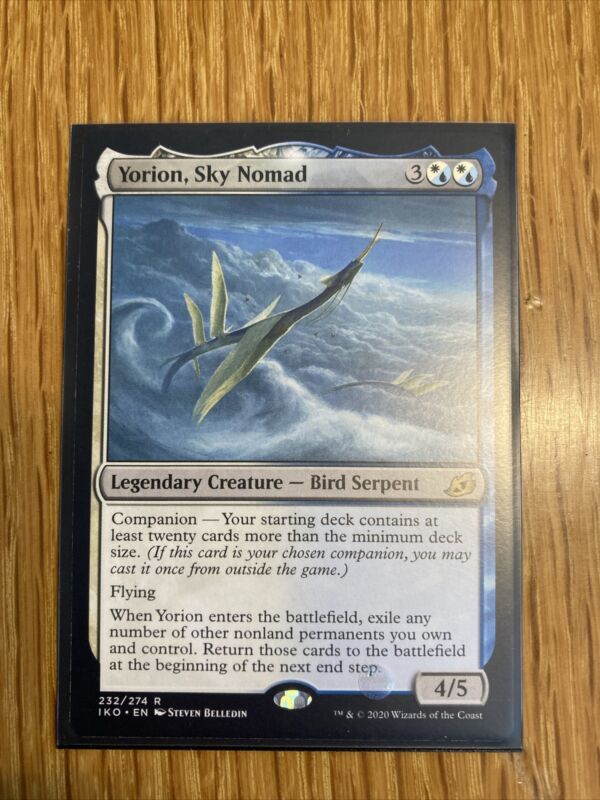 Yorion, Sky Nomad 3
Legendary Creature — Bird Serpent
Companion — Your starting deck contains at
least twenty cards more than the minimum deck
size. (If this card is your chosen companion, you may
cast it once from outside the game.)
Flying
When Yorion enters the battlefield, exile any
number of other nonland permanents you own
and control. Return those cards to the battlefield
at the beginning of the next end step.
4/5
232/274 R
IKO • EN Steven Belledin
™ & © 2020 Wizards of the Coast